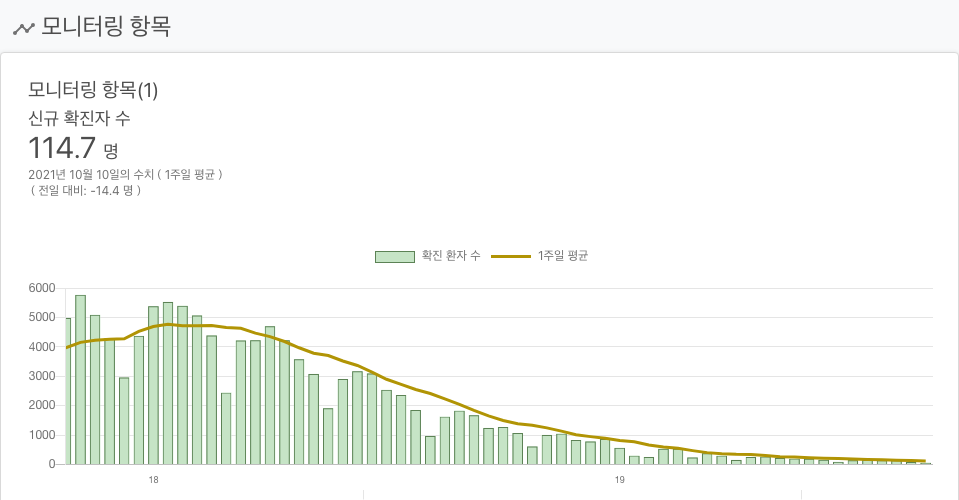 모니터링 항목
모니터링 항목(1)
신규 확진자 수
114.7 명
2021년 10월 10일의 수치 ( 1주일 평균 )
( 전일 대비: -14.4 명 )
확진 환자 수 1주일 평균
6000
5000
4000
3000
2000
1000
0
18 19